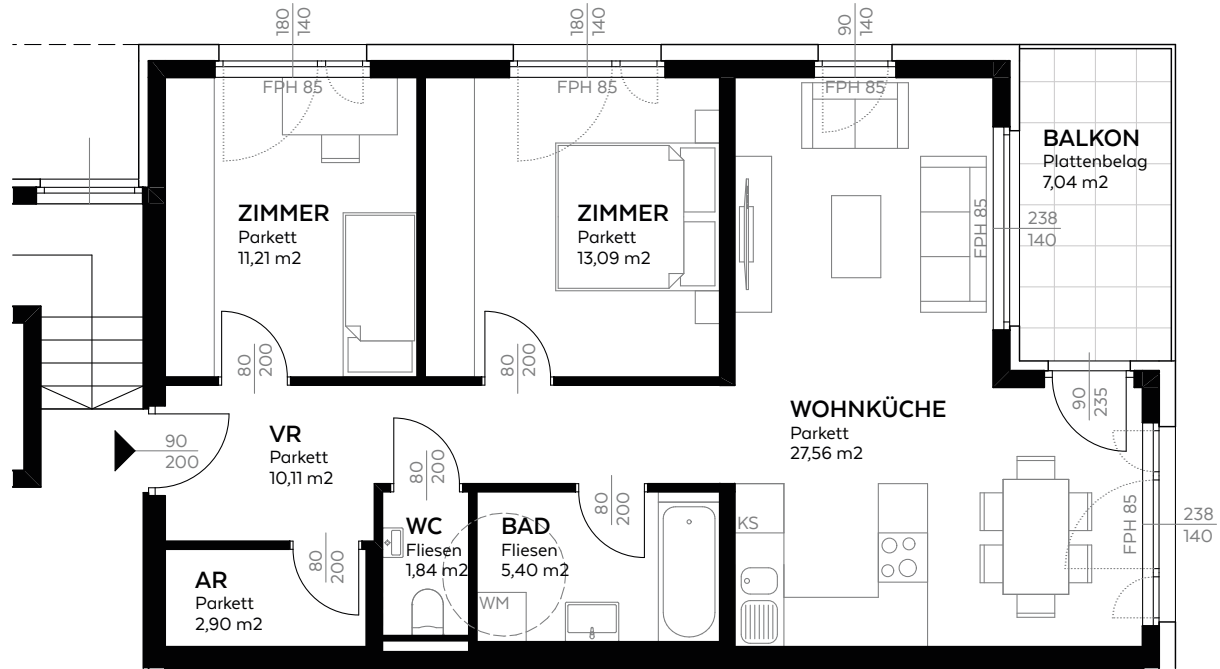 180
140
180
140
90
140
FPH 85
FPH 85
FPH 85
BALKON
Plattenbelag
7,04 m2
ZIMMER
Parkett
11,21 m2
ZIMMER
Parkett
13,09 m2
FPH 85
238
140
80
200
80
200
90
235
WOHNKÜCHE
Parkett
27,56 m2
VR
Parkett
10,11 m2
90
200
80
200
80
200
KS
FPH 85
238
140
WC
Fliesen
1,84 m2
BAD
Fliesen
5,40 m2
80
200
AR
Parkett
2,90 m2
WM